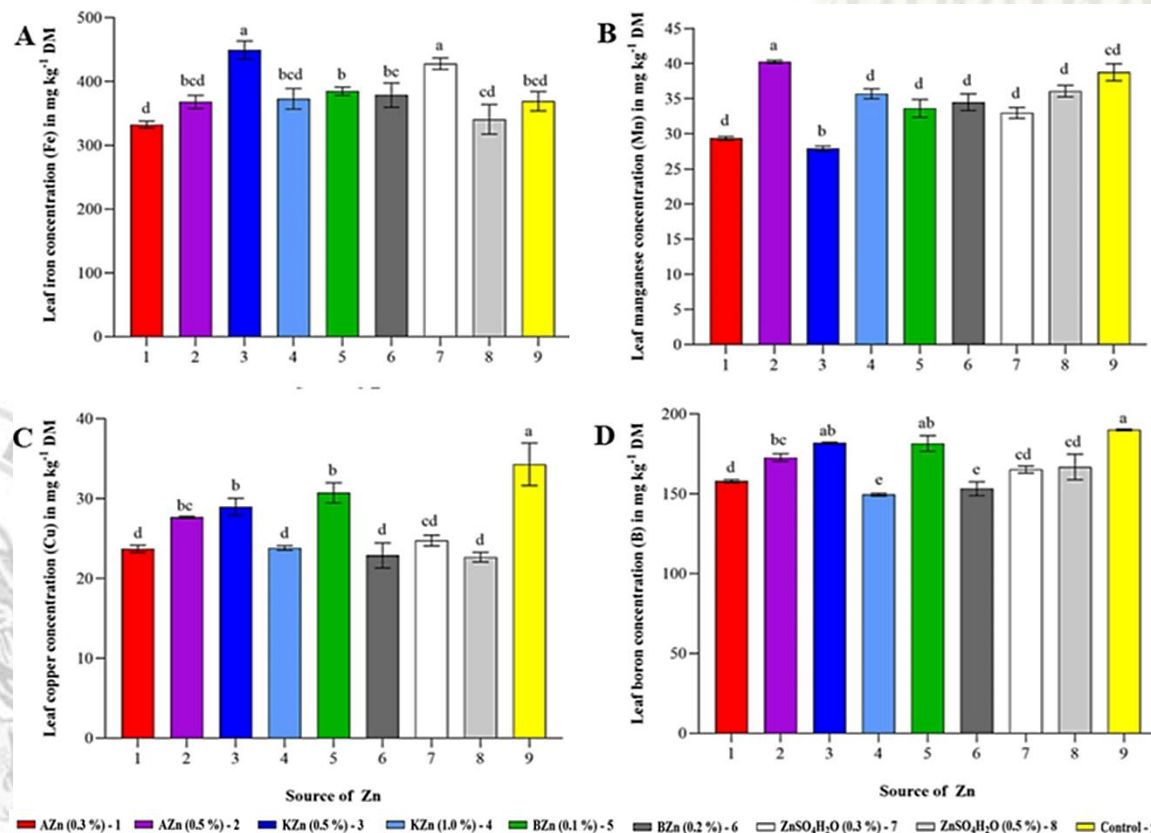 A
Leaf iron concentration (Fe) in mg kg-1 DM
500
400
300
200
100
0
d
bcd
a
bcd
b
bc
a
cd
bcd
1 2 3 4 5 6 7 8 9
B
Leaf manganese concentration (Mn) in mg kg-1 DM
45
40
35
30
25
20
15
10
5
0
d
a
b
d
d
d
d
d
cd
1 2 3 4 5 6 7 8 9
C
Leaf copper concentration (Cu) in mg kg-1 DM
40
30
20
10
0
d
bc
b
d
b
d
cd
d
a
1 2 3 4 5 6 7 8 9
Source of Zn
D
Leaf boron concentration (B) in mg kg-1 DM
200
150
100
50
0
d
bc
ab
e
ab
e
cd
cd
a
1 2 3 4 5 6 7 8 9
Source of Zn
AZn (0.3 %) - 1 AZn (0.5 %) - 2 KZn (0.5 %) - 3 KZn (1.0 %) - 4 BZn (0.1 %) - 5 BZn (0.2 %) - 6 ZnSO4H2O (0.3 %) - 7 ZnSO4H2O (0.5 %) - 8 Control -